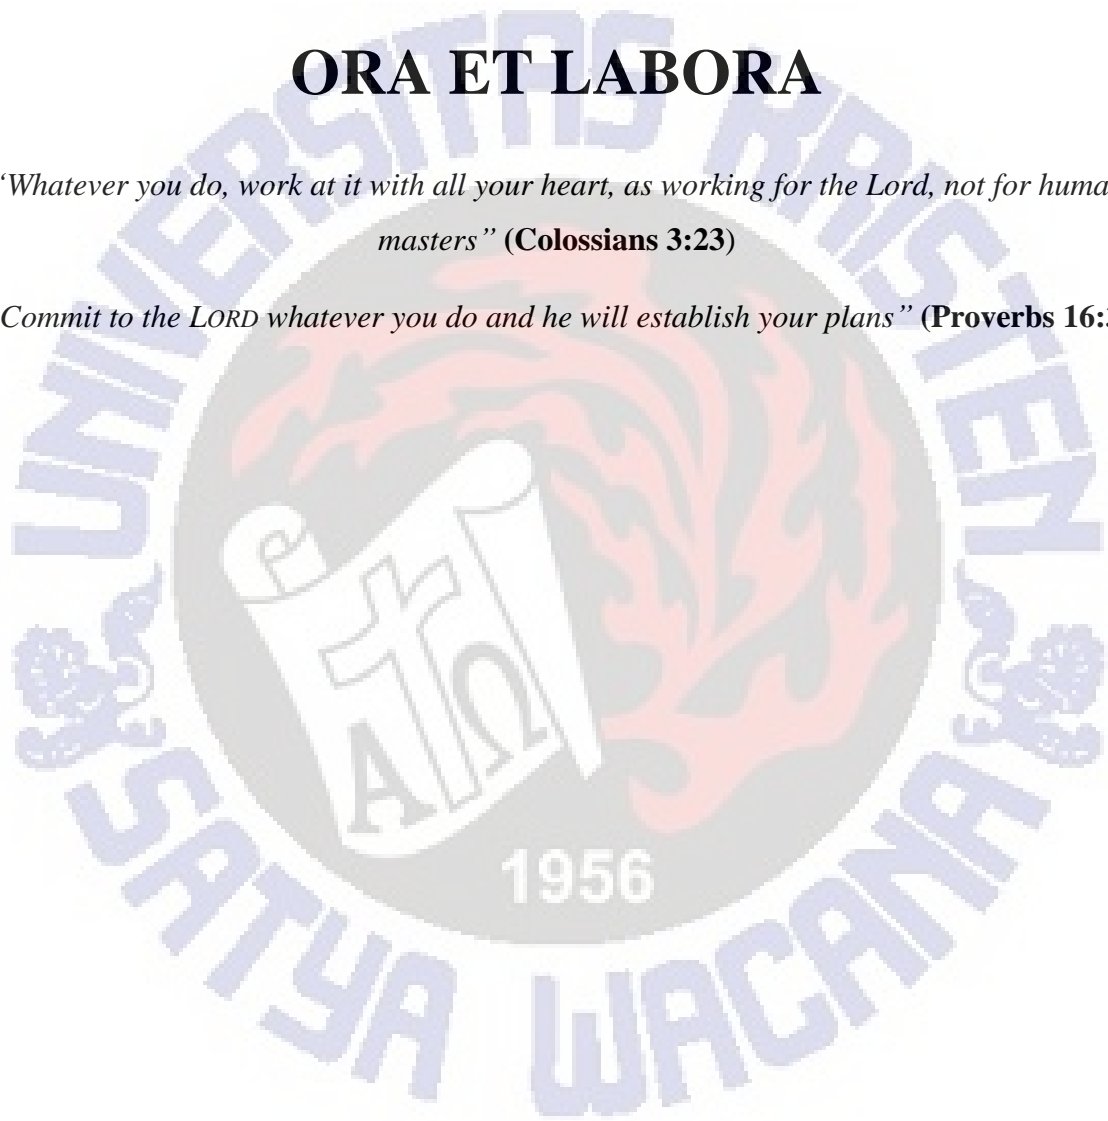 ORA ET LABORA
“Whatever you do, work at it with all your heart, as working for the Lord, not for
masters” (Colossians 3:23)
Commit to the LORD whatever you do and he will establish your plans” (Proverbs
UNIVERSITAS KRISTEN
Α Ω
1956
SATYA WACANA